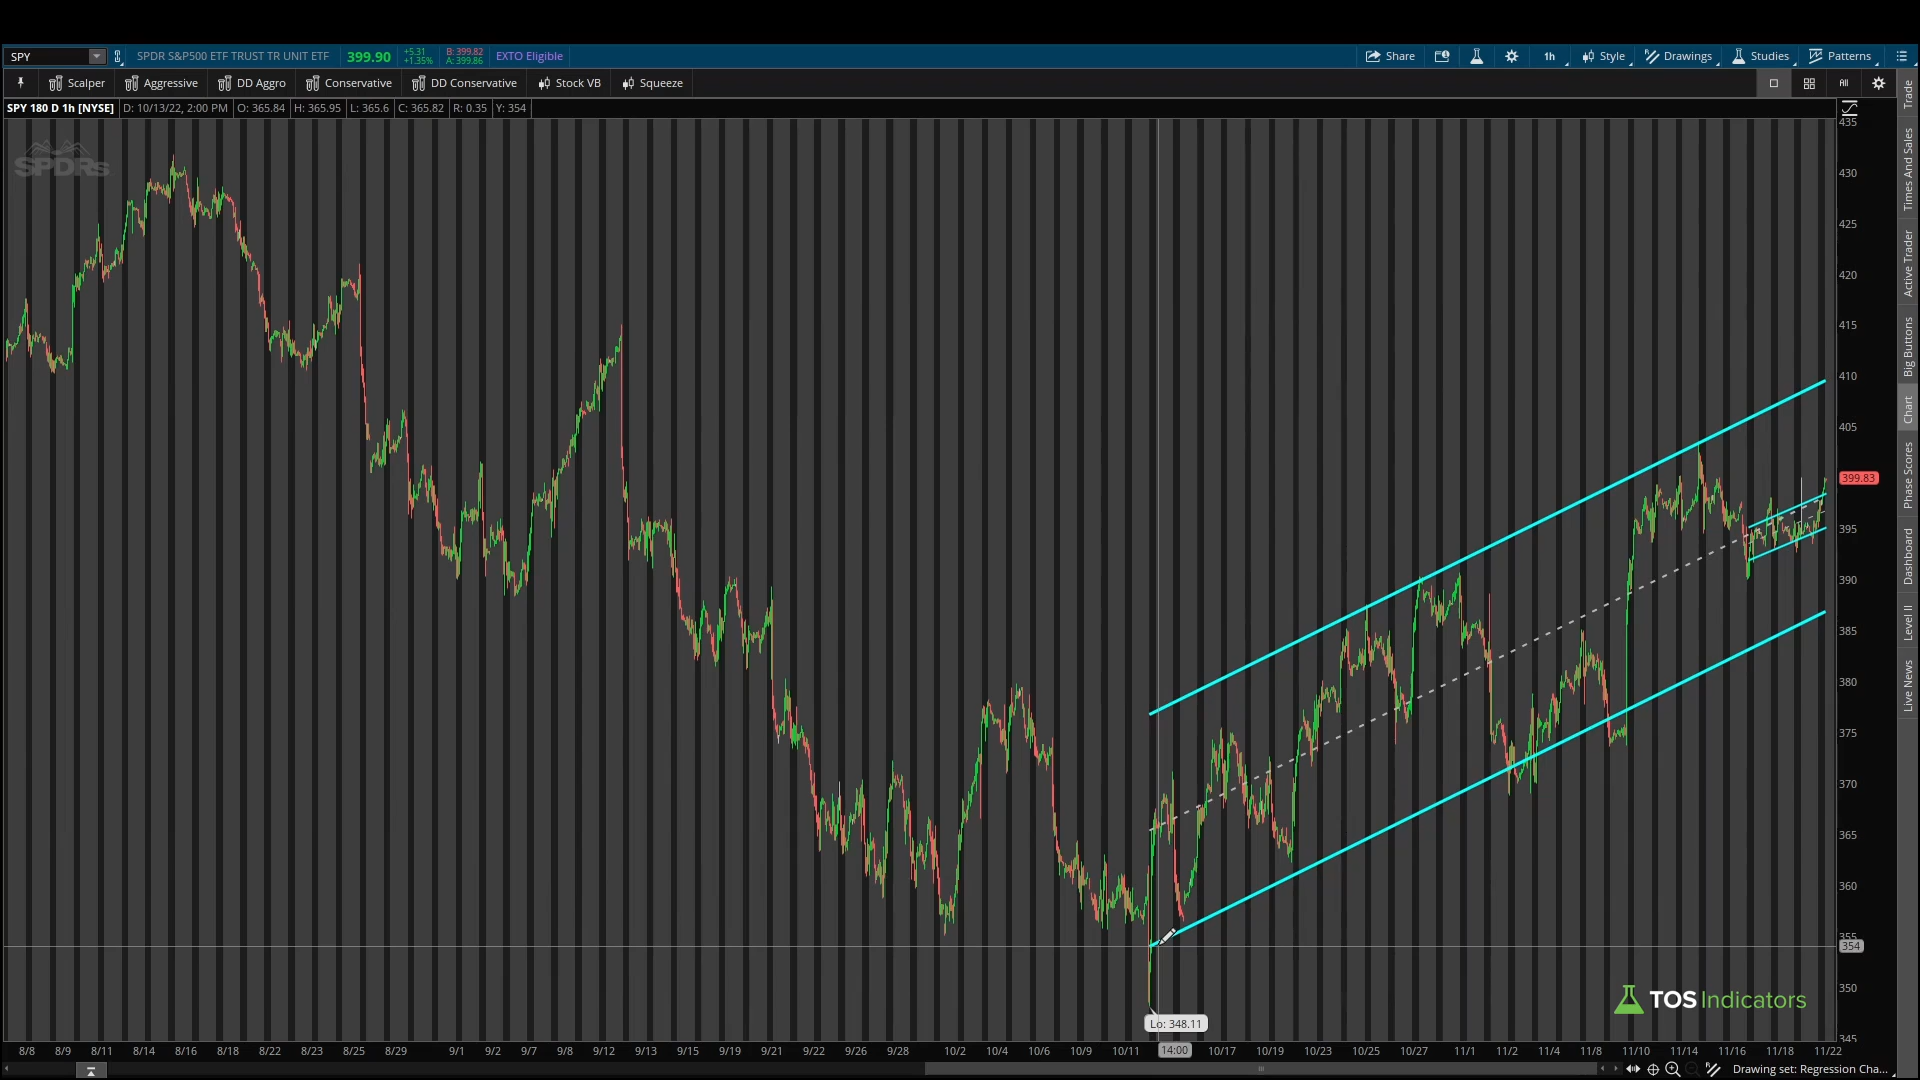 SPY SPDR S&P500 ETF TRUST TR UNIT ETF 399.90 +5.31 +1.35% B: 399.82 A: 399.86 EXTO Eligible Share 1h Style Drawings Studies Patterns
Scalper Aggressive DD Aggro Conservative DD Conservative Stock VB Squeeze All
SPY 180 D 1h [NYSE] D: 10/13/22, 2:00 PM O: 365.84 H: 365.95 L: 365.6 C: 365.82 R: 0.35 Y: 354
SPDRs
435
430
425
420
415
410
405
399.83
395
390
385
380
375
370
365
360
355
354
350
345
Trade
Times And Sales
Active Trader
Big Buttons
Chart
Phase Scores
Dashboard
Level II
Live News
TOS Indicators
Lo: 348.11
8/8 8/9 8/11 8/14 8/16 8/18 8/22 8/23 8/25 8/29 9/1 9/2 9/7 9/8 9/12 9/13 9/15 9/19 9/21 9/22 9/26 9/28 10/2 10/4 10/6 10/9 10/11 14:00 10/17 10/19 10/23 10/25 10/27 11/1 11/2 11/4 11/8 11/10 11/14 11/16 11/18 11/22
Drawing set: Regression Cha...